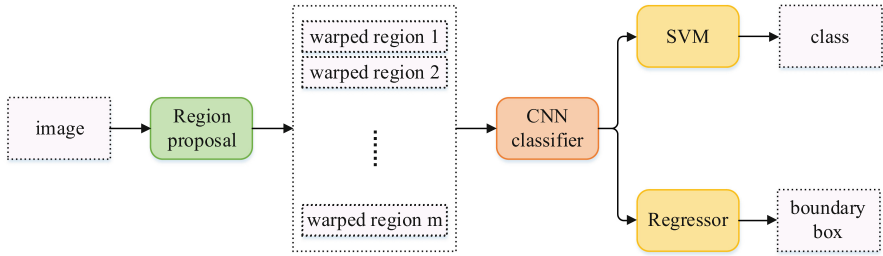 image
Region
proposal
warped region 1
warped region 2
warped region m
CNN
classifier
SVM
class
Regressor
boundary
box